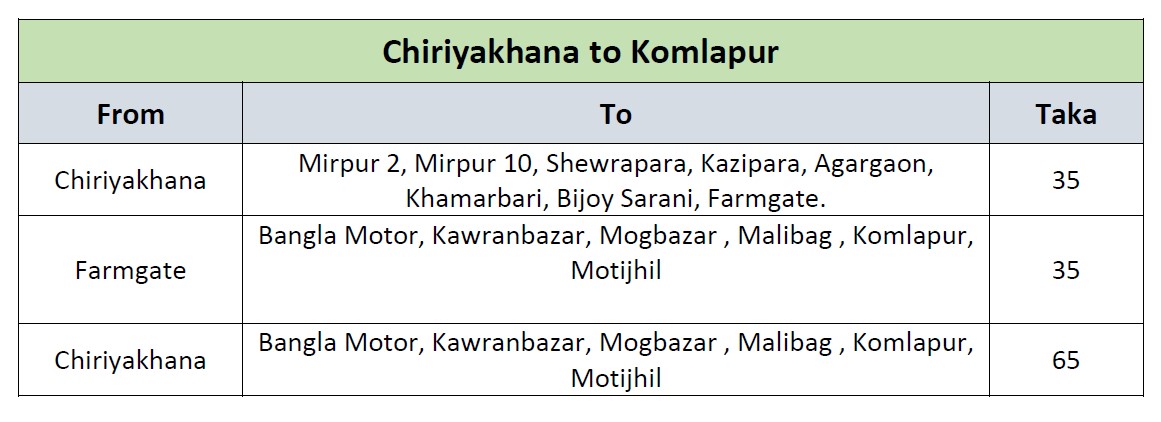 Chiriyakhana to Komlapur
From To Taka
Mirpur 2, Mirpur 10, Shewrapara, Kazipara, Agargaon,
Chiriyakhana 35
Khamarbari, Bijoy Sarani, Farmgate.
Bangla Motor, Kawranbazar, Mogbazar , Malibag , Komlapur,
Farmgate Motijhil 35
Bangla Motor, Kawranbazar, Mogbazar , Malibag , Komlapur,
Chiriyakhana 65
Motijhil